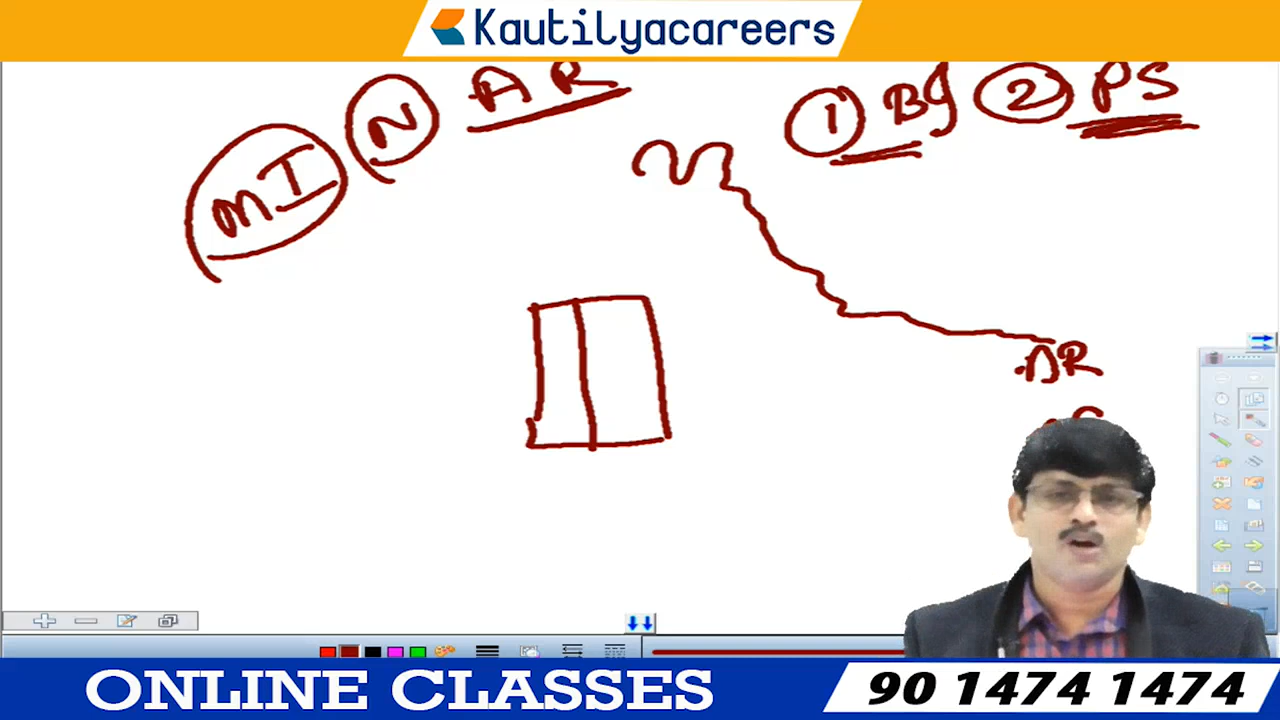 Kautilyacareers
MI N AR
1 BJ 2 PS
AR
ONLINE CLASSES
90 1474 1474